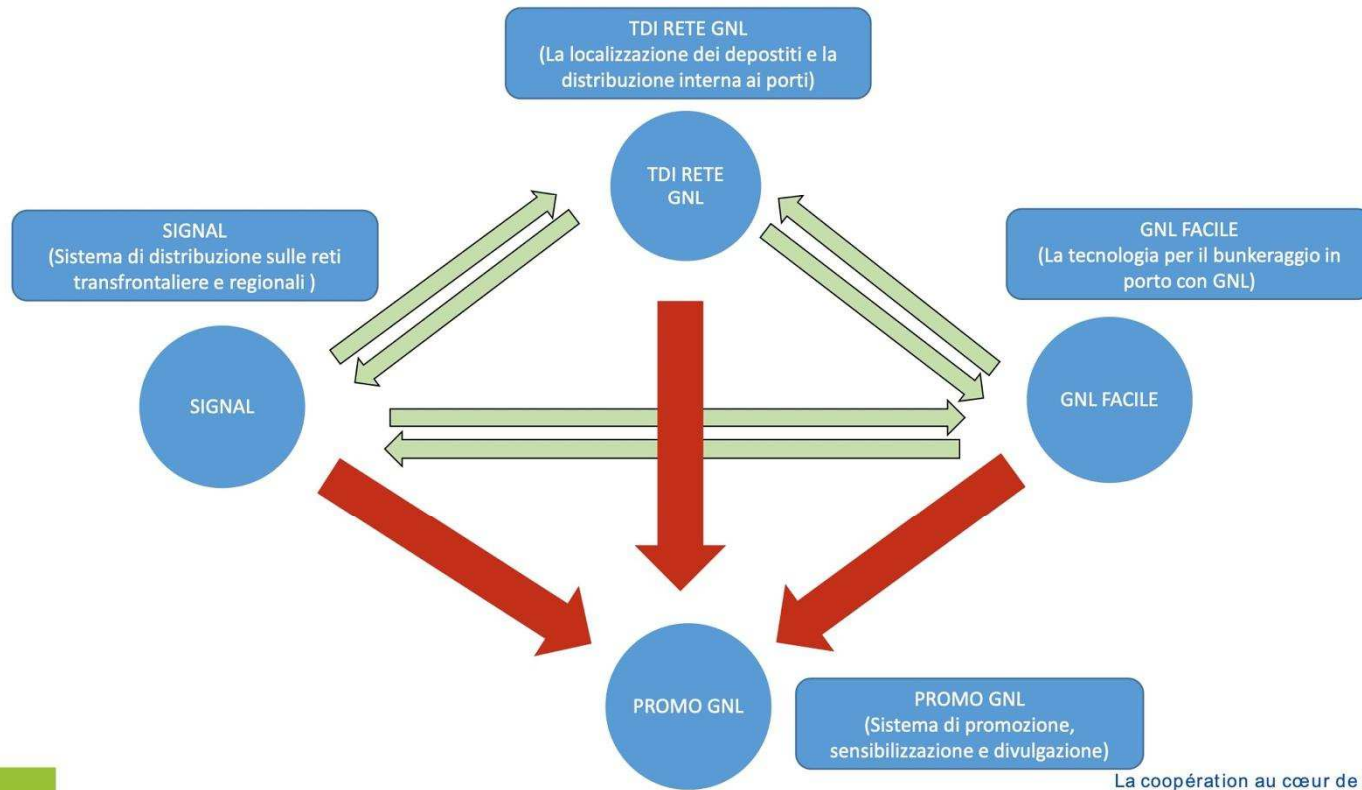 TDI RETE GNL
(La localizzazione dei depostiti e la
distribuzione interna ai porti)
TDI RETE
GNL
SIGNAL
(Sistema di distribuzione sulle reti
transfrontaliere e regionali )
GNL FACILE
(La tecnologia per il bunkeraggio in
porto con GNL)
SIGNAL
GNL FACILE
PROMO GNL
PROMO GNL
(Sistema di promozione,
sensibilizzazione e divulgazione)
La coopération au cœur de